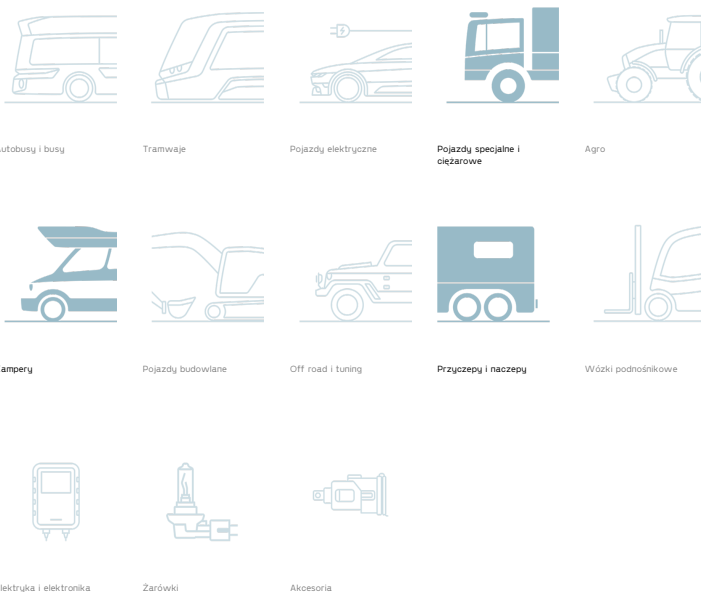 utobusy i busy
Tramwaje
Pojazdy elektryczne
Pojazdy specjalne i
ciężarowe
Agro
ampery
Pojazdy budowlane
Off road i tuning
Przyczepy i naczepy
Wózki podnośnikowe
lektryka i elektronika
Żarówki
Akcesoria